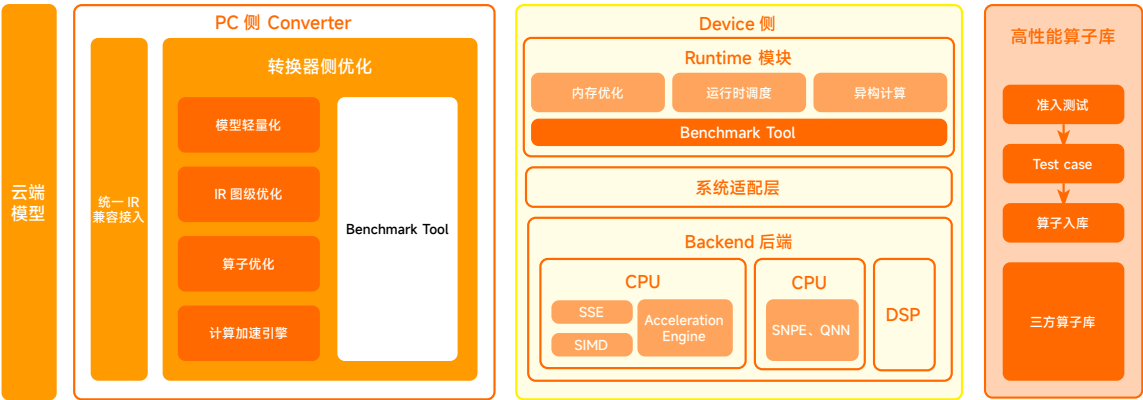 云端
模型
PC 侧 Converter
统一 IR
兼容接入
转换器侧优化
模型轻量化
IR 图级优化
算子优化
计算加速引擎
Benchmark Tool
Device 侧
Runtime 模块
内存优化
运行时调度
异构计算
Benchmark Tool
系统适配层
Backend 后端
CPU
SSE
SIMD
Acceleration
Engine
CPU
SNPE、QNN
DSP
高性能算子库
准入测试
Test case
算子入库
三方算子库